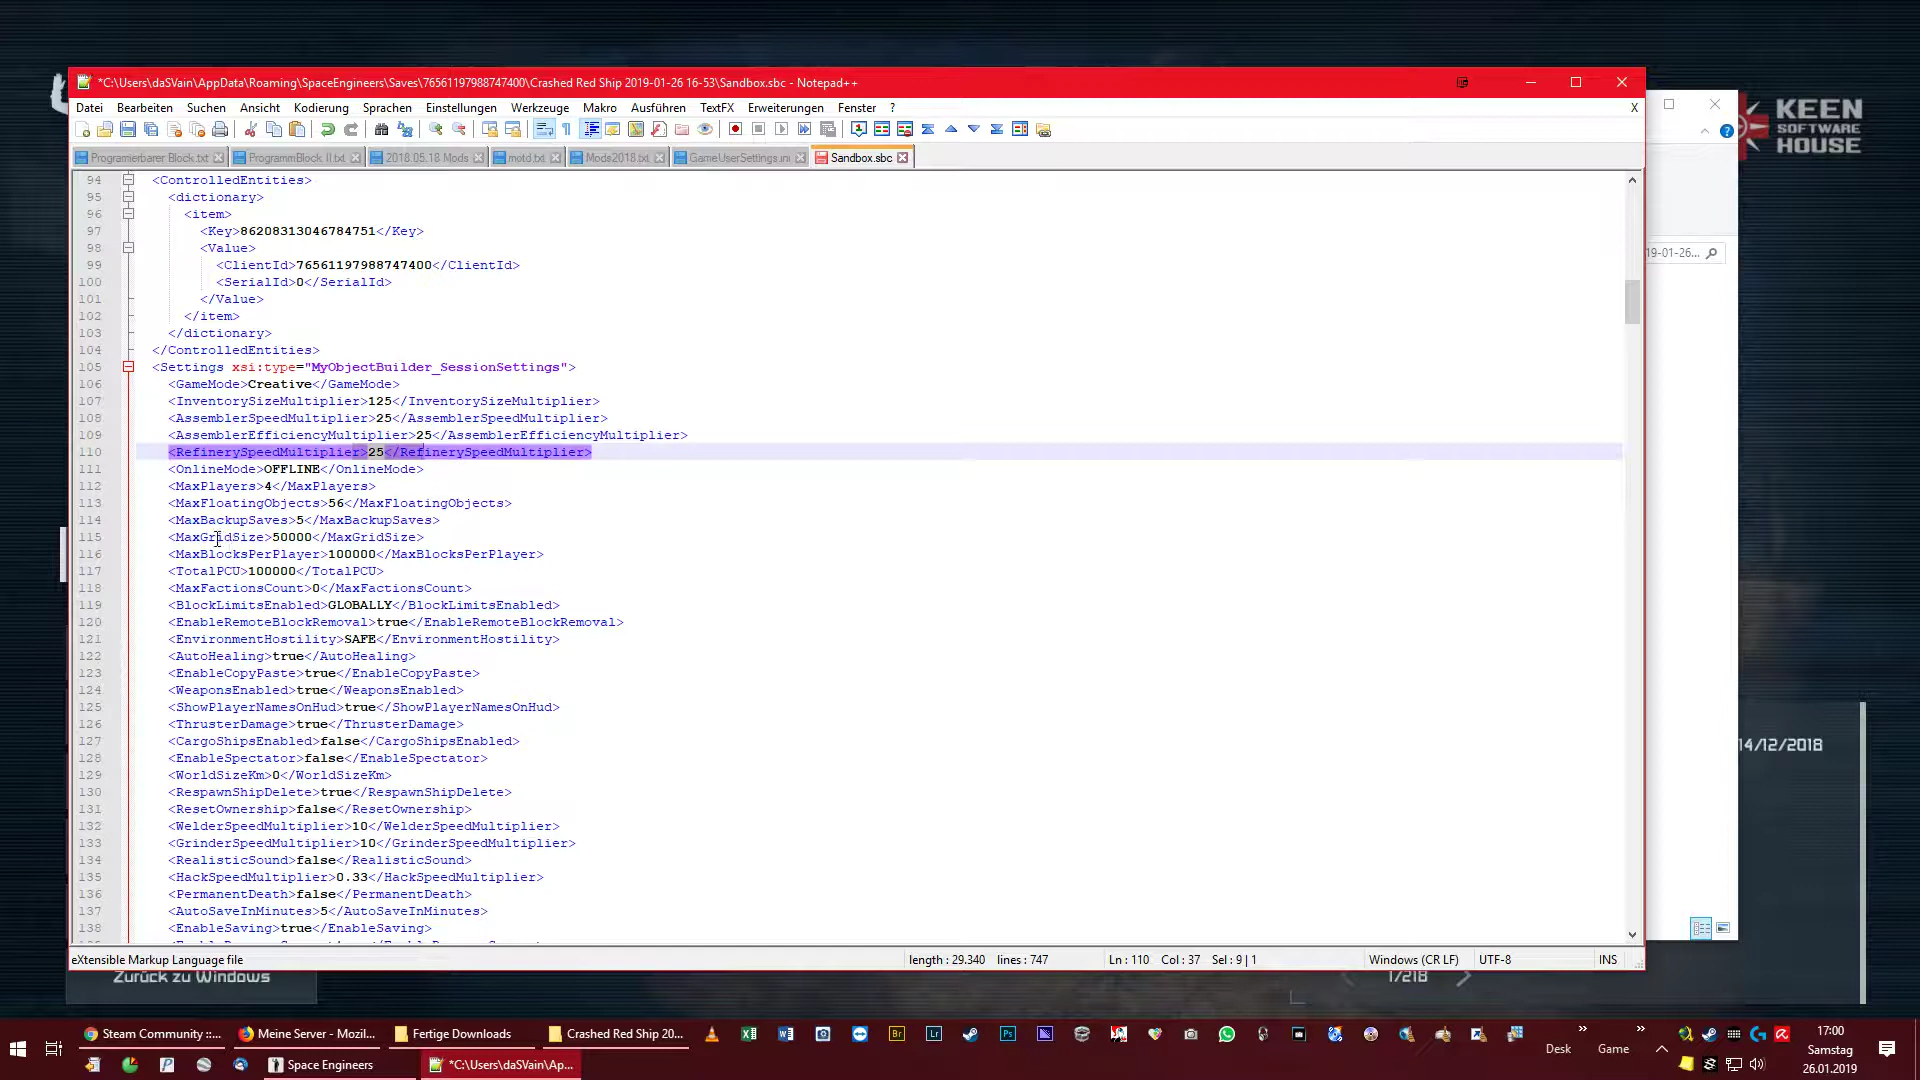 *C:\Users\daSVain\AppData\Roaming\SpaceEngineers\Saves\76561197988747400\Crashed Red Ship 2019-01-26 16-53\Sandbox.sbc - Notepad++
Datei Bearbeiten Suchen Ansicht Kodierung Sprachen Einstellungen Werkzeuge Makro Ausführen TextFX Erweiterungen Fenster ? X
Programierbarer Block.txt ProgrammBlock II.txt 2018.05.18 Mods motd.txt Mods2018.txt GameUserSettings.ini Sandbox.sbc
KEEN
SOFTWARE
HOUSE
94 <ControlledEntities>
95 <dictionary>
96 <item>
97 <Key>86208313046784751</Key>
98 <Value>
99 <ClientId>76561197988747400</ClientId>
100 <SerialId>0</SerialId>
101 </Value>
102 </item>
103 </dictionary>
104 </ControlledEntities>
105 <Settings xsi:type="MyObjectBuilder_SessionSettings">
106 <GameMode>Creative</GameMode>
107 <InventorySizeMultiplier>125</InventorySizeMultiplier>
108 <AssemblerSpeedMultiplier>25</AssemblerSpeedMultiplier>
109 <AssemblerEfficiencyMultiplier>25</AssemblerEfficiencyMultiplier>
110 <RefinerySpeedMultiplier>25</RefinerySpeedMultiplier>
111 <OnlineMode>OFFLINE</OnlineMode>
112 <MaxPlayers>4</MaxPlayers>
113 <MaxFloatingObjects>56</MaxFloatingObjects>
114 <MaxBackupSaves>5</MaxBackupSaves>
115 <MaxGridSize>50000</MaxGridSize>
116 <MaxBlocksPerPlayer>100000</MaxBlocksPerPlayer>
117 <TotalPCU>100000</TotalPCU>
118 <MaxFactionsCount>0</MaxFactionsCount>
119 <BlockLimitsEnabled>GLOBALLY</BlockLimitsEnabled>
120 <EnableRemoteBlockRemoval>true</EnableRemoteBlockRemoval>
121 <EnvironmentHostility>SAFE</EnvironmentHostility>
122 <AutoHealing>true</AutoHealing>
123 <EnableCopyPaste>true</EnableCopyPaste>
124 <WeaponsEnabled>true</WeaponsEnabled>
125 <ShowPlayerNamesOnHud>true</ShowPlayerNamesOnHud>
126 <ThrusterDamage>true</ThrusterDamage>
127 <CargoShipsEnabled>false</CargoShipsEnabled>
128 <EnableSpectator>false</EnableSpectator>
129 <WorldSizeKm>0</WorldSizeKm>
130 <RespawnShipDelete>true</RespawnShipDelete>
131 <ResetOwnership>false</ResetOwnership>
132 <WelderSpeedMultiplier>10</WelderSpeedMultiplier>
133 <GrinderSpeedMultiplier>10</GrinderSpeedMultiplier>
134 <RealisticSound>false</RealisticSound>
135 <HackSpeedMultiplier>0.33</HackSpeedMultiplier>
136 <PermanentDeath>false</PermanentDeath>
137 <AutoSaveInMinutes>5</AutoSaveInMinutes>
138 <EnableSaving>true</EnableSaving>
19-01-26...
14/12/2018
eXtensible Markup Language file length : 29.340 lines : 747 Ln : 110 Col : 37 Sel : 9 | 1 Windows (CR LF) UTF-8 INS
Zurück zu Windows
1/218
Steam Community ::... Meine Server - Mozil... Fertige Downloads Crashed Red Ship 20...
Space Engineers *C:\Users\daSVain\Ap...
Desk Game
17:00
Samstag
26.01.2019